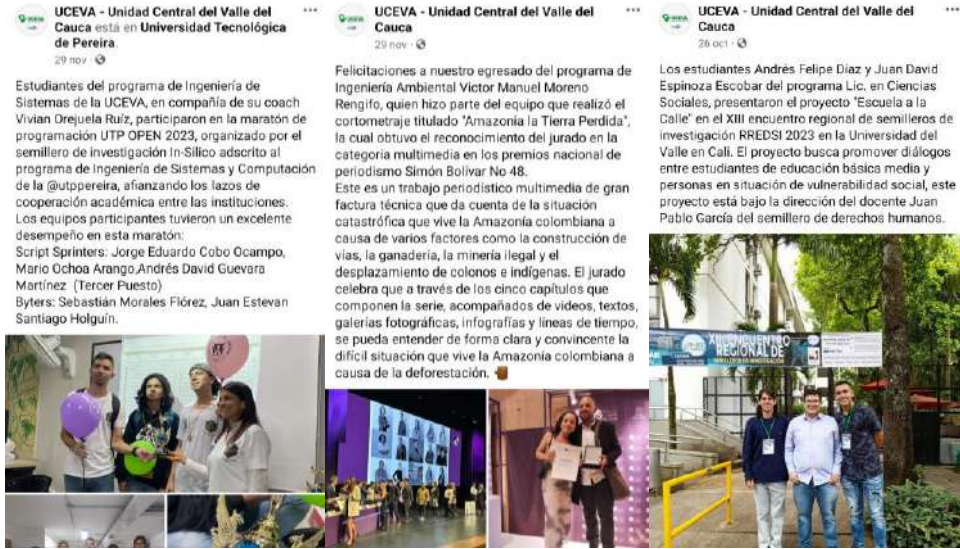 UCEVA - Unidad Central del Valle del
Cauca está en Universidad Tecnológica
de Pereira.
29 nov ·
Estudiantes del programa de Ingeniería de
Sistemas de la UCEVA, en compañía de su coach
Vivian Orejuela Ruíz, participaron en la maratón de
programación UTP OPEN 2023, organizado por el
semillero de investigación In-Silico adscrito al
programa de Ingeniería de Sistemas y Computación
de la @utppereira, afianzando los lazos de
cooperación académica entre las instituciones.
Los equipos participantes tuvieron un excelente
desempeño en esta maratón:
Script Sprinters: Jorge Eduardo Cobo Ocampo,
Mario Ochoa Arango,Andrés David Guevara
Martínez (Tercer Puesto)
Byters: Sebastián Morales Flórez, Juan Estevan
Santiago Holguín.
UCEVA - Unidad Central del Valle del
Cauca
29 nov ·
Felicitaciones a nuestro egresado del programa de
Ingeniería Ambiental Victor Manuel Moreno
Rengifo, quien hizo parte del equipo que realizó el
cortometraje titulado "Amazonia la Tierra Perdida",
la cual obtuvo el reconocimiento del jurado en la
categoria multimedia en los premios nacional de
periodismo Simón Bolivar No 48.
Este es un trabajo periodístico multimedia de gran
factura técnica que da cuenta de la situación
catastrófica que vive la Amazonía colombiana a
causa de varios factores como la construcción de
vías, la ganadería, la minería ilegal y el
desplazamiento de colonos e indígenas. El jurado
celebra que a través de los cinco capítulos que
componen la serie, acompañados de videos, textos,
galerías fotográficas, infografías y líneas de tiempo,
se pueda entender de forma clara y convincente la
difícil situación que vive la Amazonia colombiana a
causa de la deforestación.
UCEVA - Unidad Central del Valle del
Cauca
26 oct ·
Los estudiantes Andrés Felipe Díaz y Juan David
Espinoza Escobar del programa Lic. en Ciencias
Sociales, presentaron el proyecto "Escuela a la
Calle" en el XIII encuentro regional de semilleros de
investigación RREDSI 2023 en la Universidad del
Valle en Cali. El proyecto busca promover diálogos
entre estudiantes de educación básica media y
personas en situación de vulnerabilidad social, este
proyecto está bajo la dirección del docente Juan
Pablo García del semillero de derechos humanos.
ENCUENTRO
REGIONAL DE